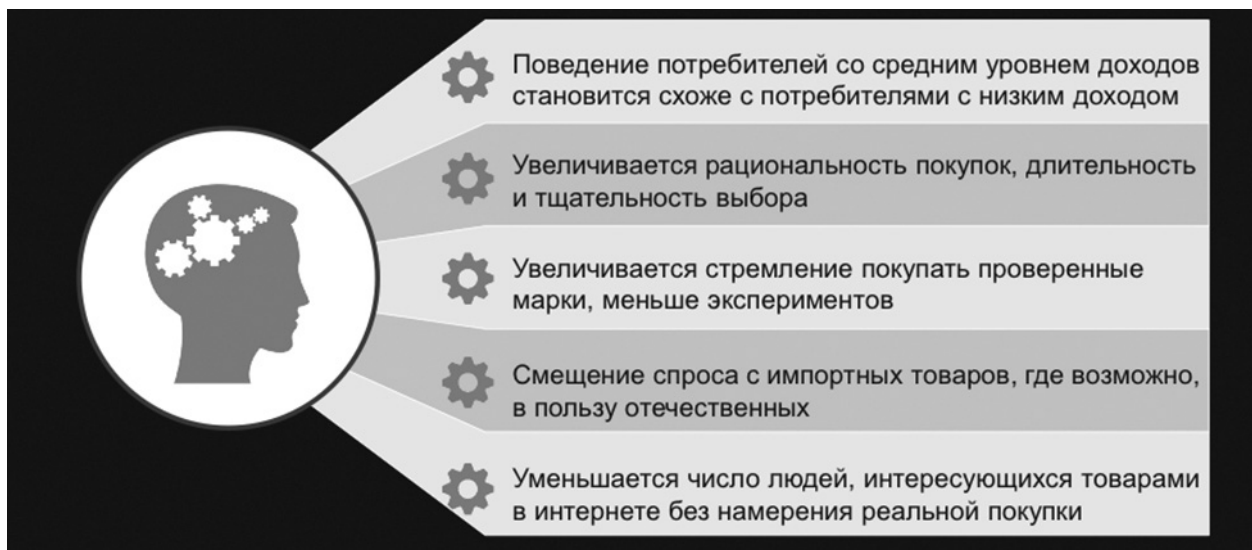 Поведение потребителей со средним уровнем доходов
становится схоже с потребителями с низким доходом
Увеличивается рациональность покупок, длительность
и тщательность выбора
Увеличивается стремление покупать проверенные
марки, меньше экспериментов
Смещение спроса с импортных товаров, где возможно,
в пользу отечественных
Уменьшается число людей, интересующихся товарами
в интернете без намерения реальной покупки